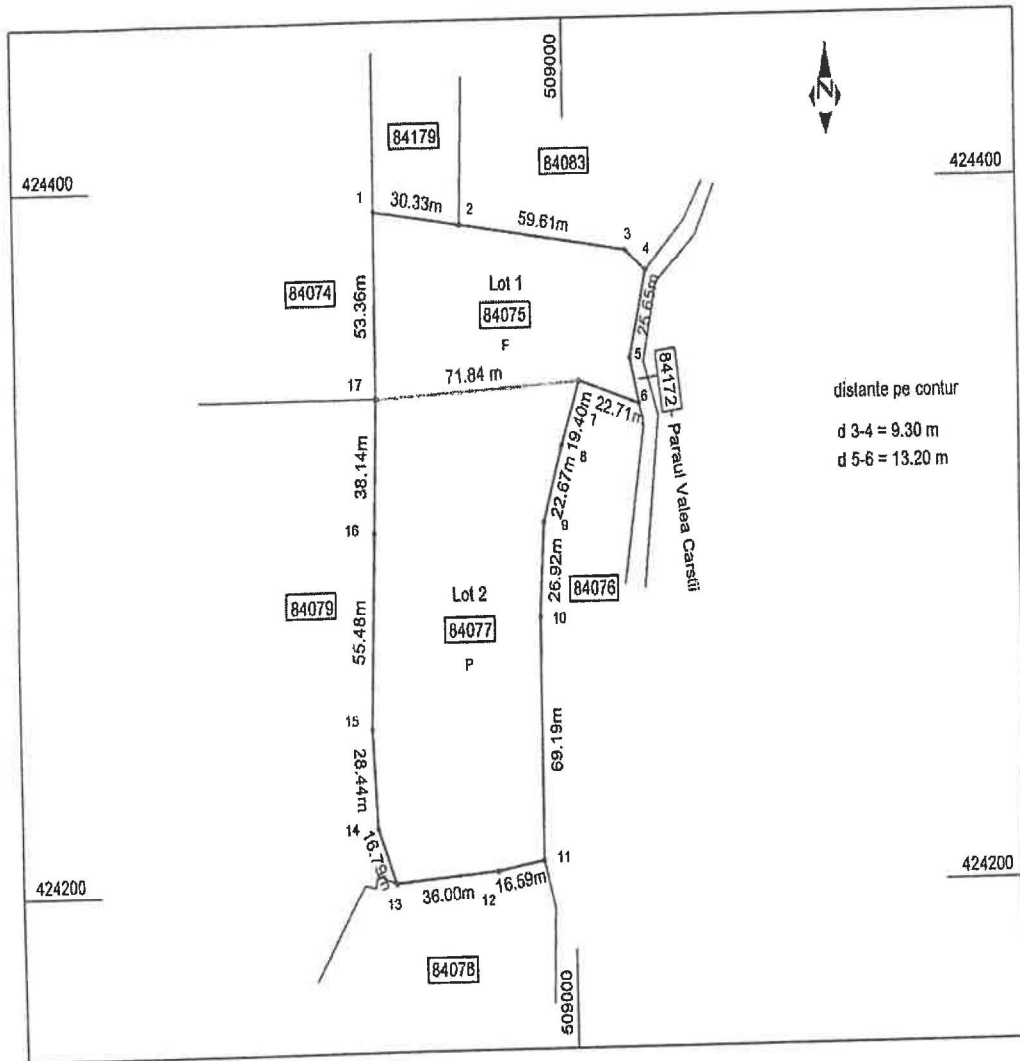 509000
N
84179
84083
424400
424400
1
30.33m
2
59.61m
3
4
Lot 1
84074
53.36m
84075
25.65m
F
5
17
71.84 m
84172
6
22.71m
distante pe contur
7
19.40m
d 3-4 = 9.30 m
8
d 5-6 = 13.20 m
38.14m
22.67m
Paraul Valea Carstii
16
9
26.92m
84076
Lot 2
84079
55.48m
84077
10
P
15
69.19m
28.44m
14
16.79m
11
424200
424200
13
36.00m
12
16.59m
84078
509000